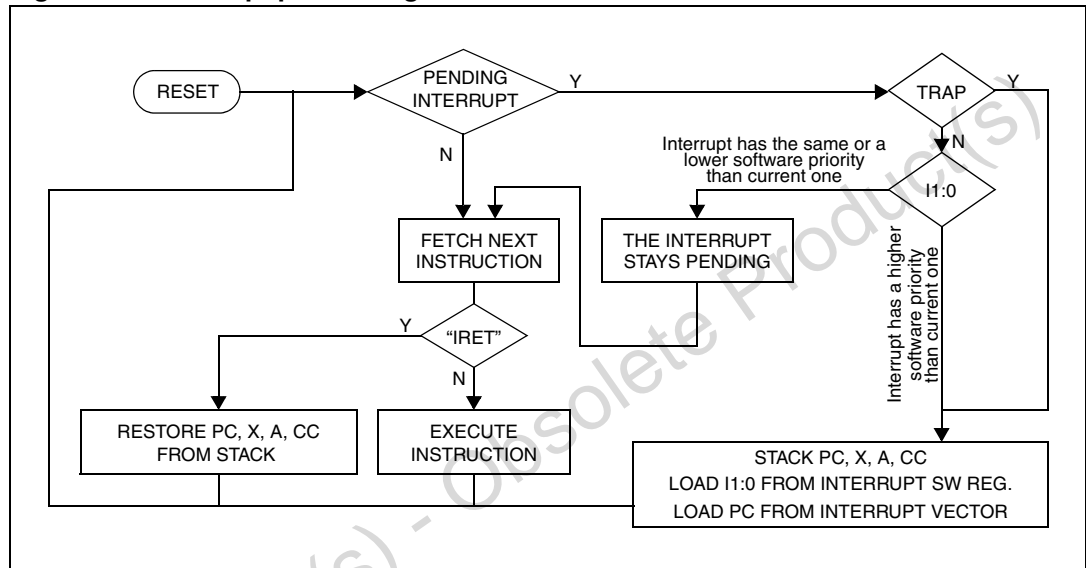 RESET
PENDING
INTERRUPT
Y
TRAP
Y
N
N
Interrupt has the same or a
lower software priority
than current one
I1:0
FETCH NEXT
INSTRUCTION
THE INTERRUPT
STAYS PENDING
Interrupt has a higher
software priority
than current one
Y
“IRET”
N
RESTORE PC, X, A, CC
FROM STACK
EXECUTE
INSTRUCTION
STACK PC, X, A, CC
LOAD I1:0 FROM INTERRUPT SW REG.
LOAD PC FROM INTERRUPT VECTOR
(s) - Obsolete Product(s)